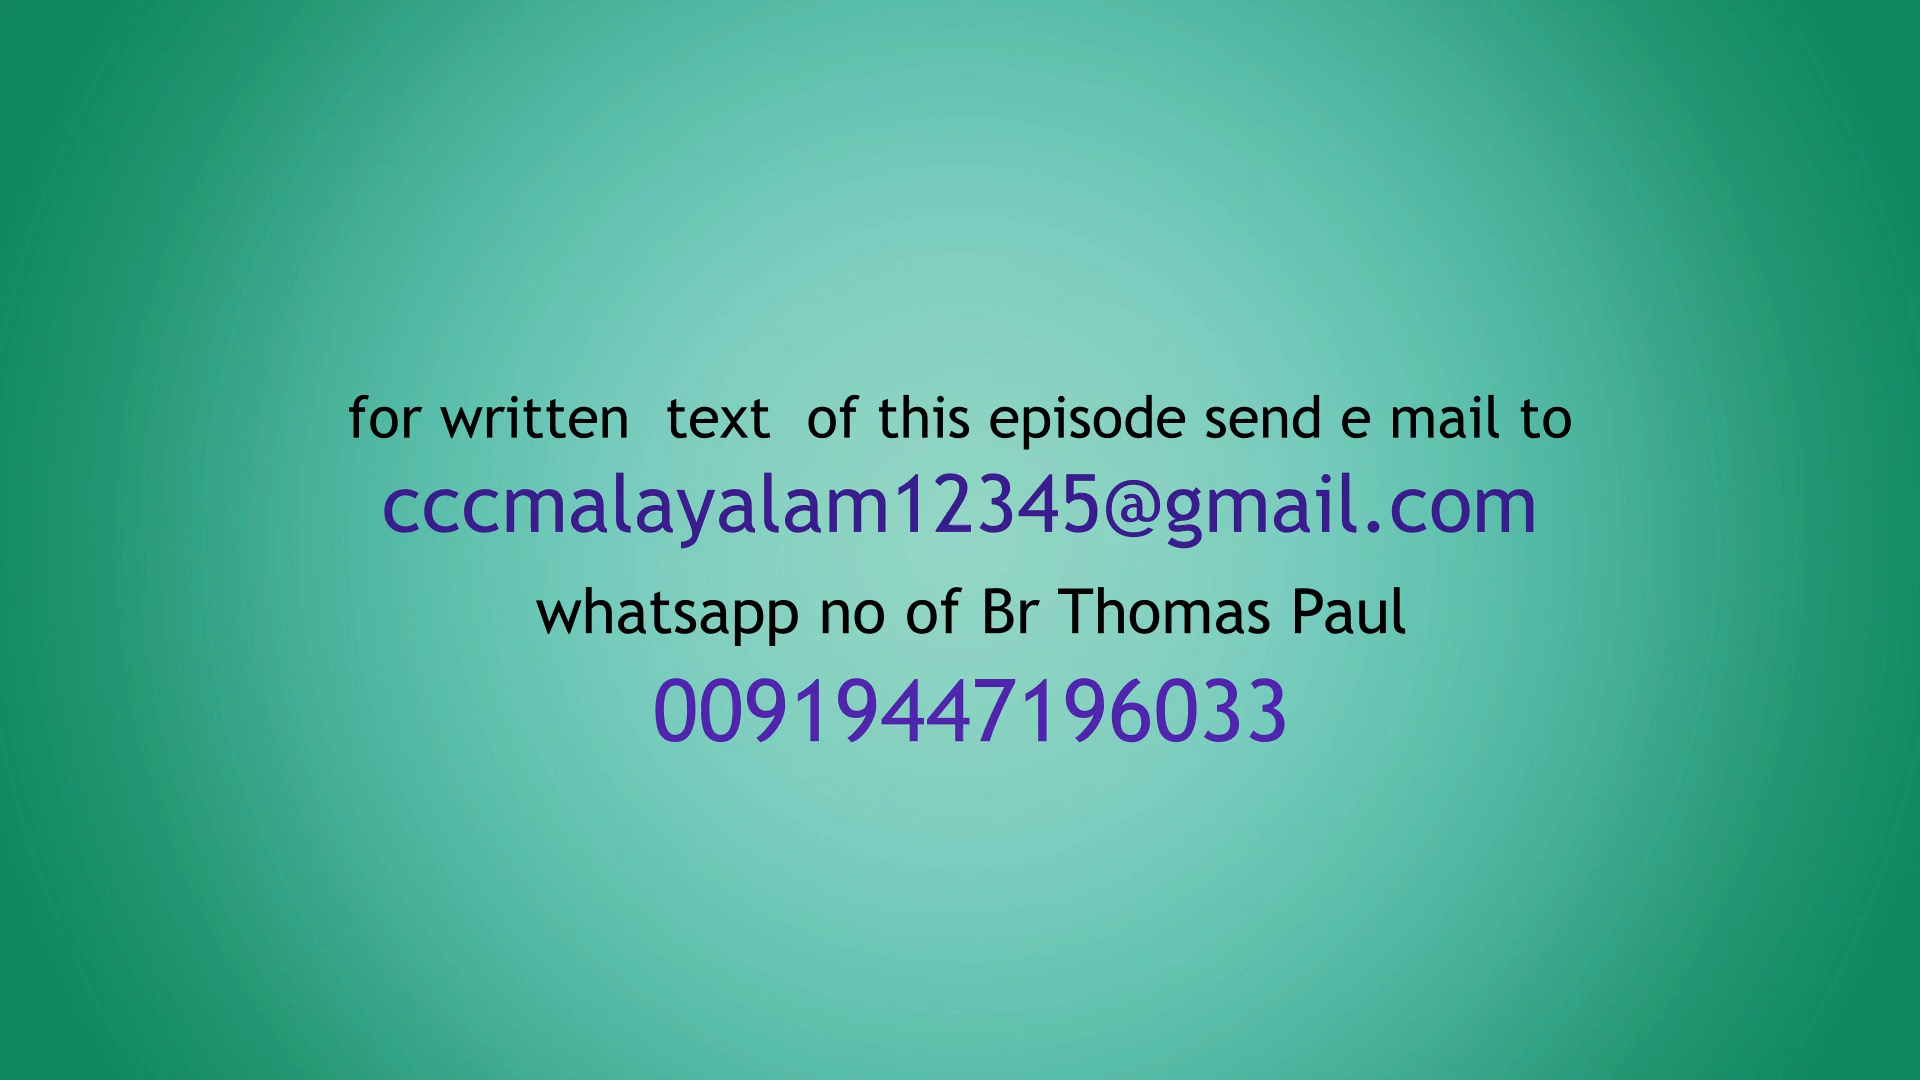 for written  text  of this episode send e mail to
cccmalayalam12345@gmail.com
whatsapp no of Br Thomas Paul
00919447196033